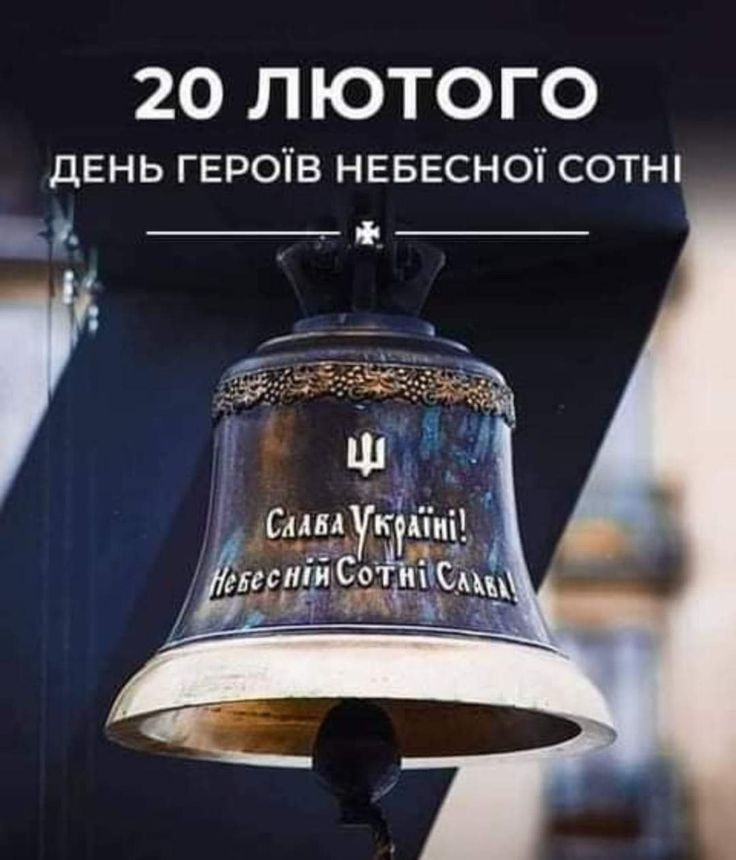 20 ЛЮТОГО
ДЕНЬ ГЕРОЇВ НЕБЕСНОЇ СОТНІ
Слава Україні!
Небесній Сотні Слава!